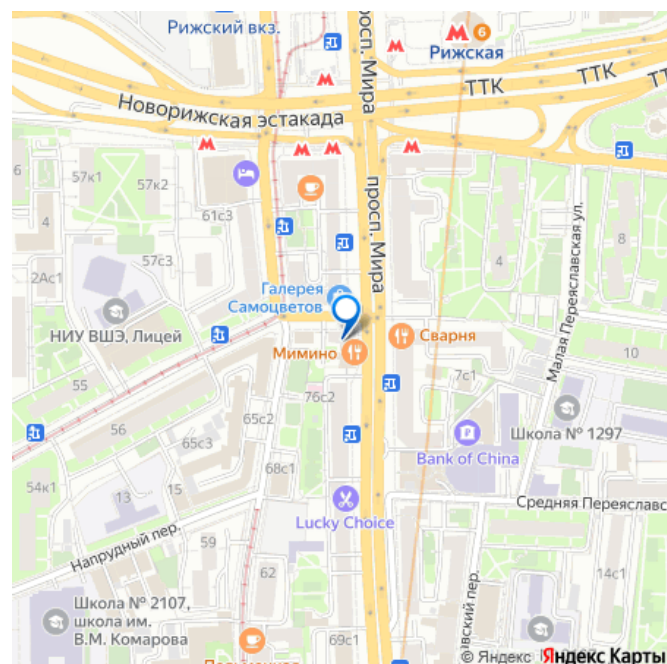 Рижский вкз.
6
Рижская
просп. Мира
ТТК
ТТК
ТТК
Новорижская эстакада
57к1
57к2
6
4
61с3
просп. Мира
8
4
57с3
2Ас1
Галерея
Самоцветов
НИУ ВШЭ, Лицей
Мимино
Сварня
Малая Переяславская ул.
10
55
76с2
7с1
56
65с2
65с3
Школа № 1297
Bank of China
68с1
54к1
13
15
Lucky Choice
Средняя Переяславс
Напрудный пер.
59
62
14с1
Школа № 2107,
школа им.
В.М. Комарова
69с1
вский пер.
© Яндекс
Яндекс Карты